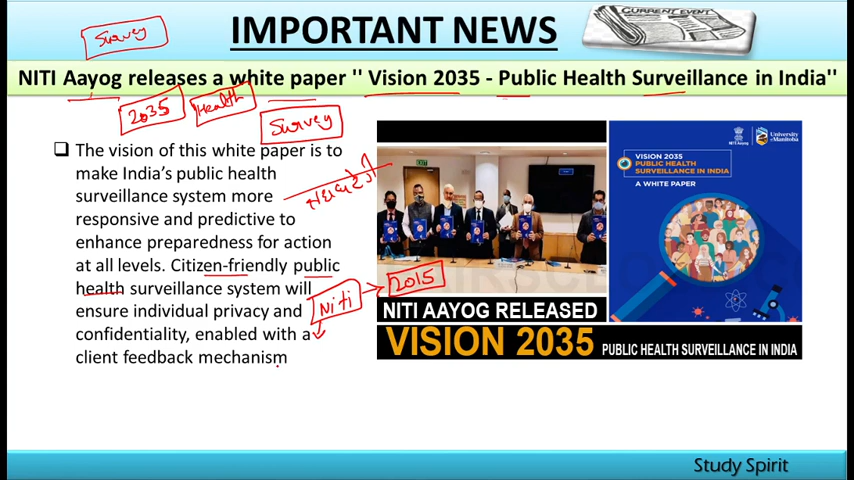 IMPORTANT NEWS
CURRENT EVENT
Survey
NITI Aayog releases a white paper " Vision 2035 - Public Health Surveillance in India"
2035
Health
Survey
The vision of this white paper is to
make India's public health
surveillance system more
responsive and predictive to
enhance preparedness for action
at all levels. Citizen-friendly public
health surveillance system will
ensure individual privacy and
confidentiality, enabled with a
client feedback mechanism
Niti
2015
EXIT
NITI Aayog
University
of Manitoba
VISION 2035
PUBLIC HEALTH
SURVEILLANCE IN INDIA
A WHITE PAPER
NITI AAYOG RELEASED
VISION 2035 PUBLIC HEALTH SURVEILLANCE IN INDIA
Study Spirit